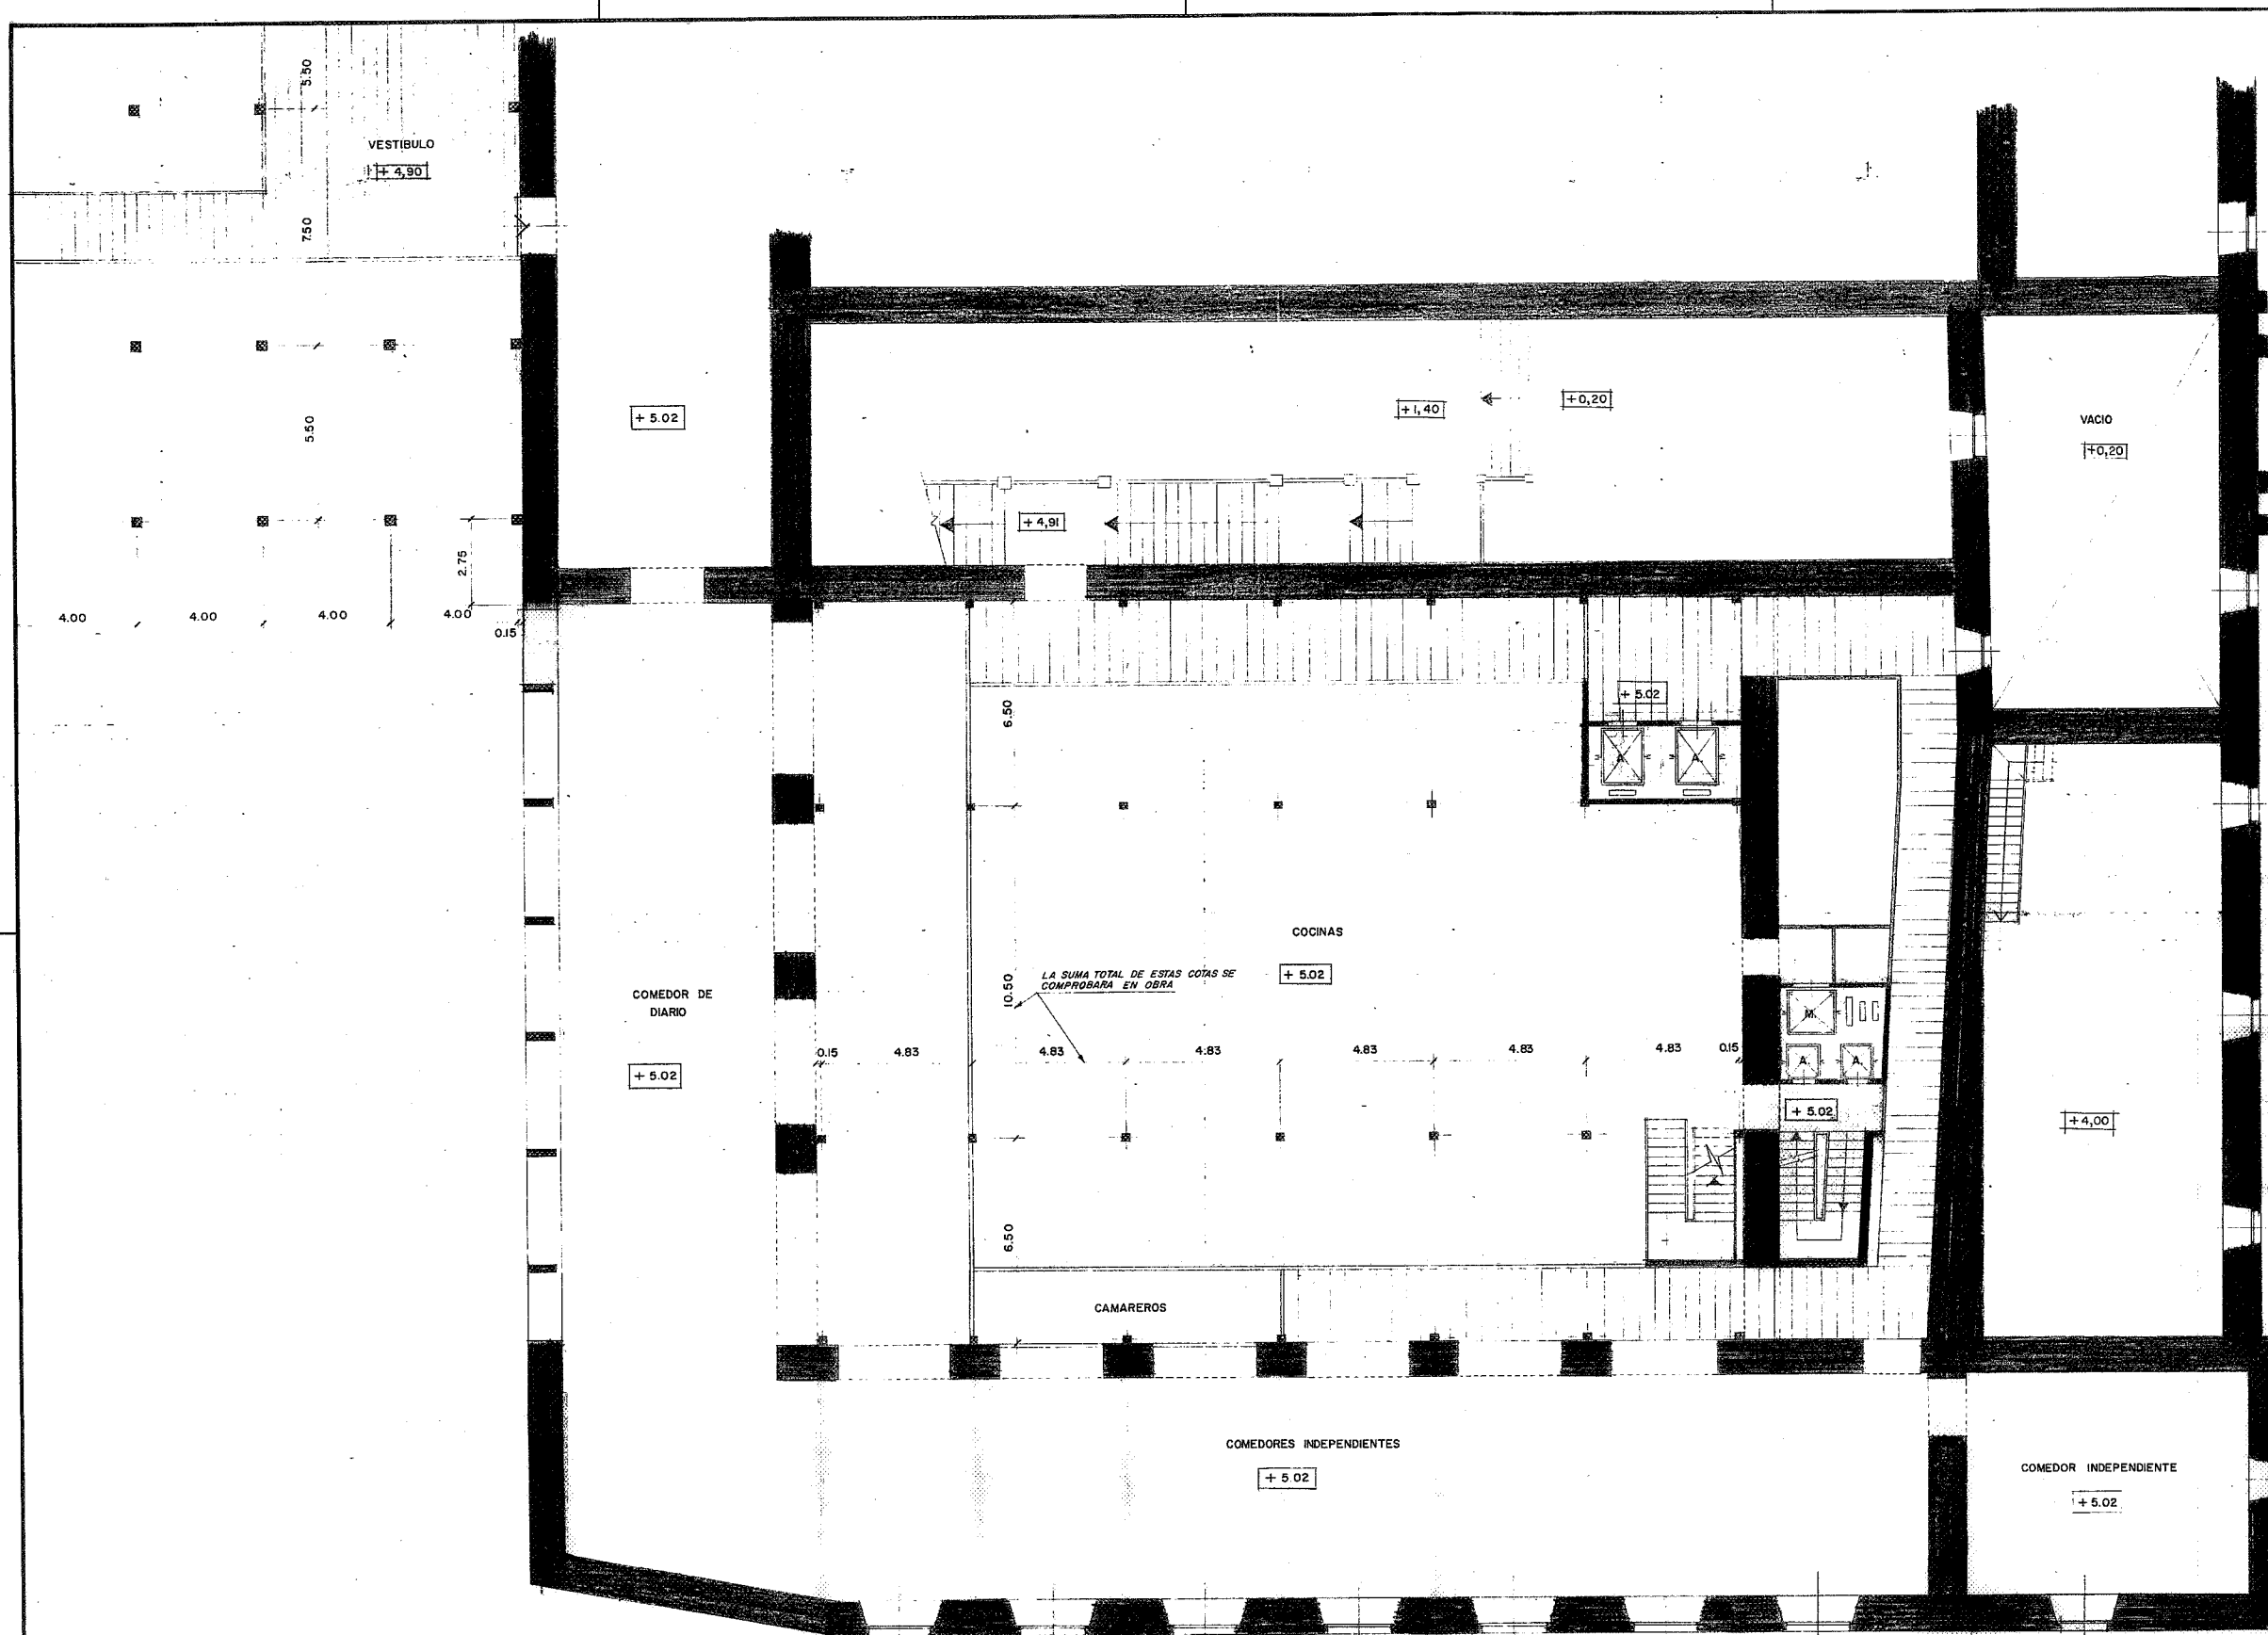 5.50
VESTIBULO
+ 4,90
7.50
+ 5.02
+1,40
+0,20
VACIO
+0,20
5.50
+ 4,91
2.75
4.00
4.00
4.00
4.00
0.15
+ 5.02
6.50
A.
A.
COCINAS
+ 5.02
LA SUMA TOTAL DE ESTAS COTAS SE
COMPROBARA EN OBRA
10.50
COMEDOR DE
DIARIO
+ 5.02
M.
0.15
4.83
4.83
4.83
4.83
4.83
4.83
0.15
A.
A.
+ 5.02
+4,00
6.50
CAMAREROS
COMEDORES INDEPENDIENTES
+ 5.02
COMEDOR INDEPENDIENTE
+ 5.02